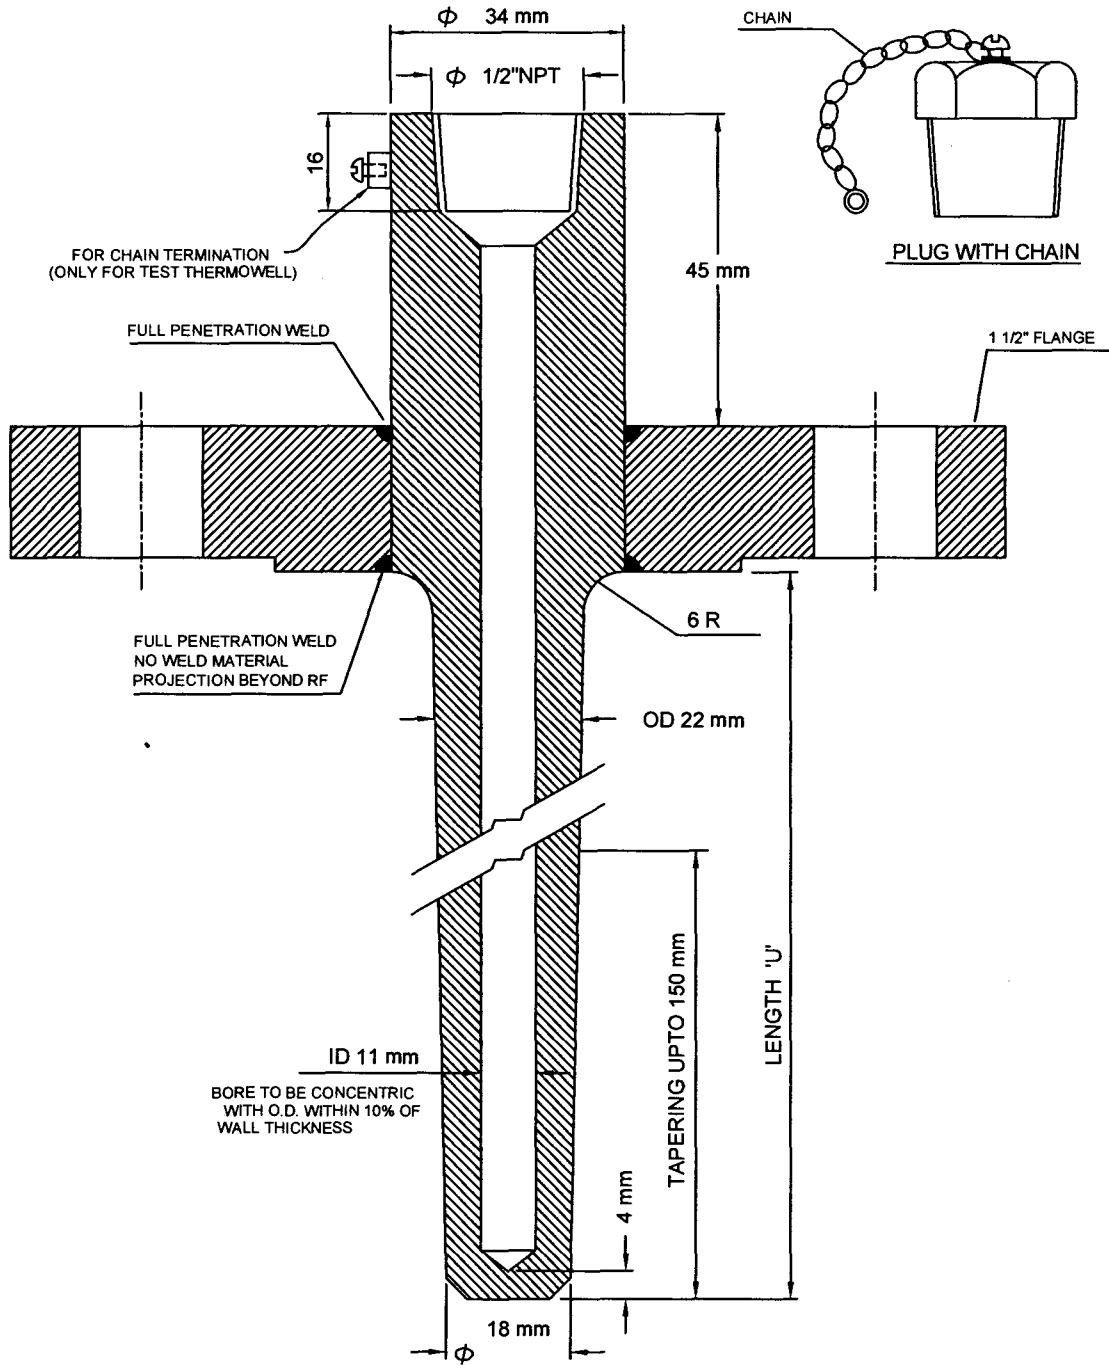 ϕ 34 mm
CHAIN
ϕ 1/2"NPT
16
FOR CHAIN TERMINATION
(ONLY FOR TEST THERMOWELL)
45 mm
PLUG WITH CHAIN
FULL PENETRATION WELD
1 1/2" FLANGE
6 R
FULL PENETRATION WELD
NO WELD MATERIAL
PROJECTION BEYOND RF
OD 22 mm
TAPERING UPTO 150 mm
LENGTH 'U'
ID 11 mm
BORE TO BE CONCENTRIC
WITH O.D. WITHIN 10% OF
WALL THICKNESS
4 mm
18 mm
ϕ